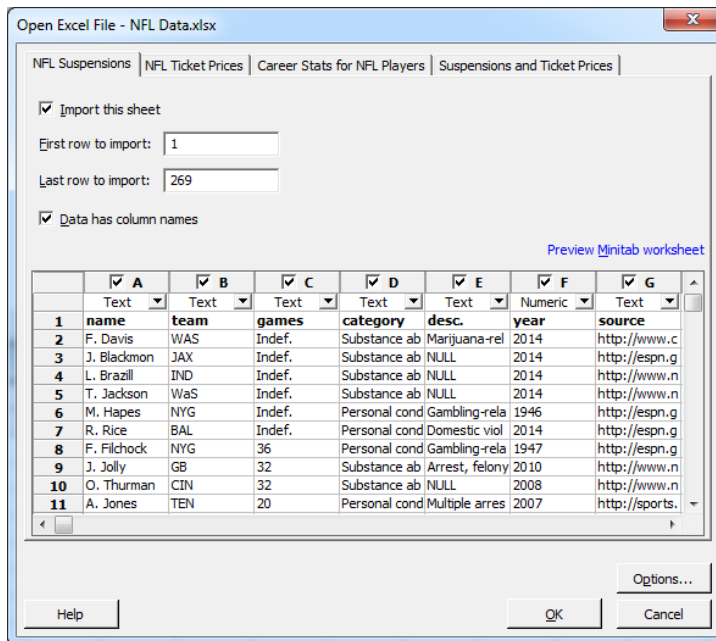 Open Excel File - NFL Data.xlsx
NFL Suspensions NFL Ticket Prices Career Stats for NFL Players Suspensions and Ticket Prices
Import this sheet
First row to import: 1
Last row to import: 269
Data has column names
Preview Minitab worksheet
A B C D E F G
Text Text Text Text Text Numeric Text
1 name team games category desc. year source
2 F. Davis WAS Indef. Substance ab Marijuana-rel 2014 http://www.c
3 J. Blackmon JAX Indef. Substance ab NULL 2014 http://espn.g
4 L. Brazill IND Indef. Substance ab NULL 2014 http://www.n
5 T. Jackson WaS Indef. Substance ab NULL 2014 http://www.n
6 M. Hapes NYG Indef. Personal cond Gambling-rela 1946 http://espn.g
7 R. Rice BAL Indef. Personal cond Domestic viol 2014 http://espn.g
8 F. Filchock NYG 36 Personal cond Gambling-rela 1947 http://espn.g
9 J. Jolly GB 32 Substance ab Arrest, felony 2010 http://www.n
10 O. Thurman CIN 32 Substance ab NULL 2008 http://www.n
11 A. Jones TEN 20 Personal cond Multiple arres 2007 http://sports.
Options...
Help OK Cancel